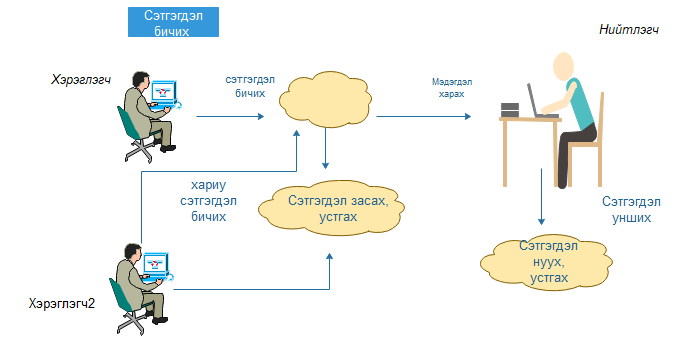 Сэтгэгдэл
бичих
Нийтлэгч
Хэрэглэгч
сэтгэгдэл
бичих
Мэдэгдэл
харах
хариу
сэтгэгдэл
бичих
Сэтгэгдэл засах,
устгах
Сэтгэгдэл
унших
Сэтгэгдэл
нуух,
устгах
Хэрэглэгч2